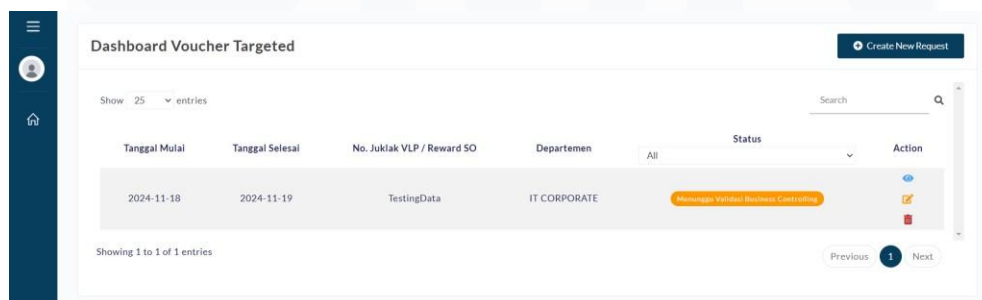 Dashboard Voucher Targeted
Create New Request
Show 25 entries
Search
Tanggal Mulai Tanggal Selesai No. Juklak VLP / Reward SO Departemen Status Action
All
2024-11-18 2024-11-19 TestingData IT CORPORATE Menunggu Validasi Business Controlling
Showing 1 to 1 of 1 entries
Previous 1 Next